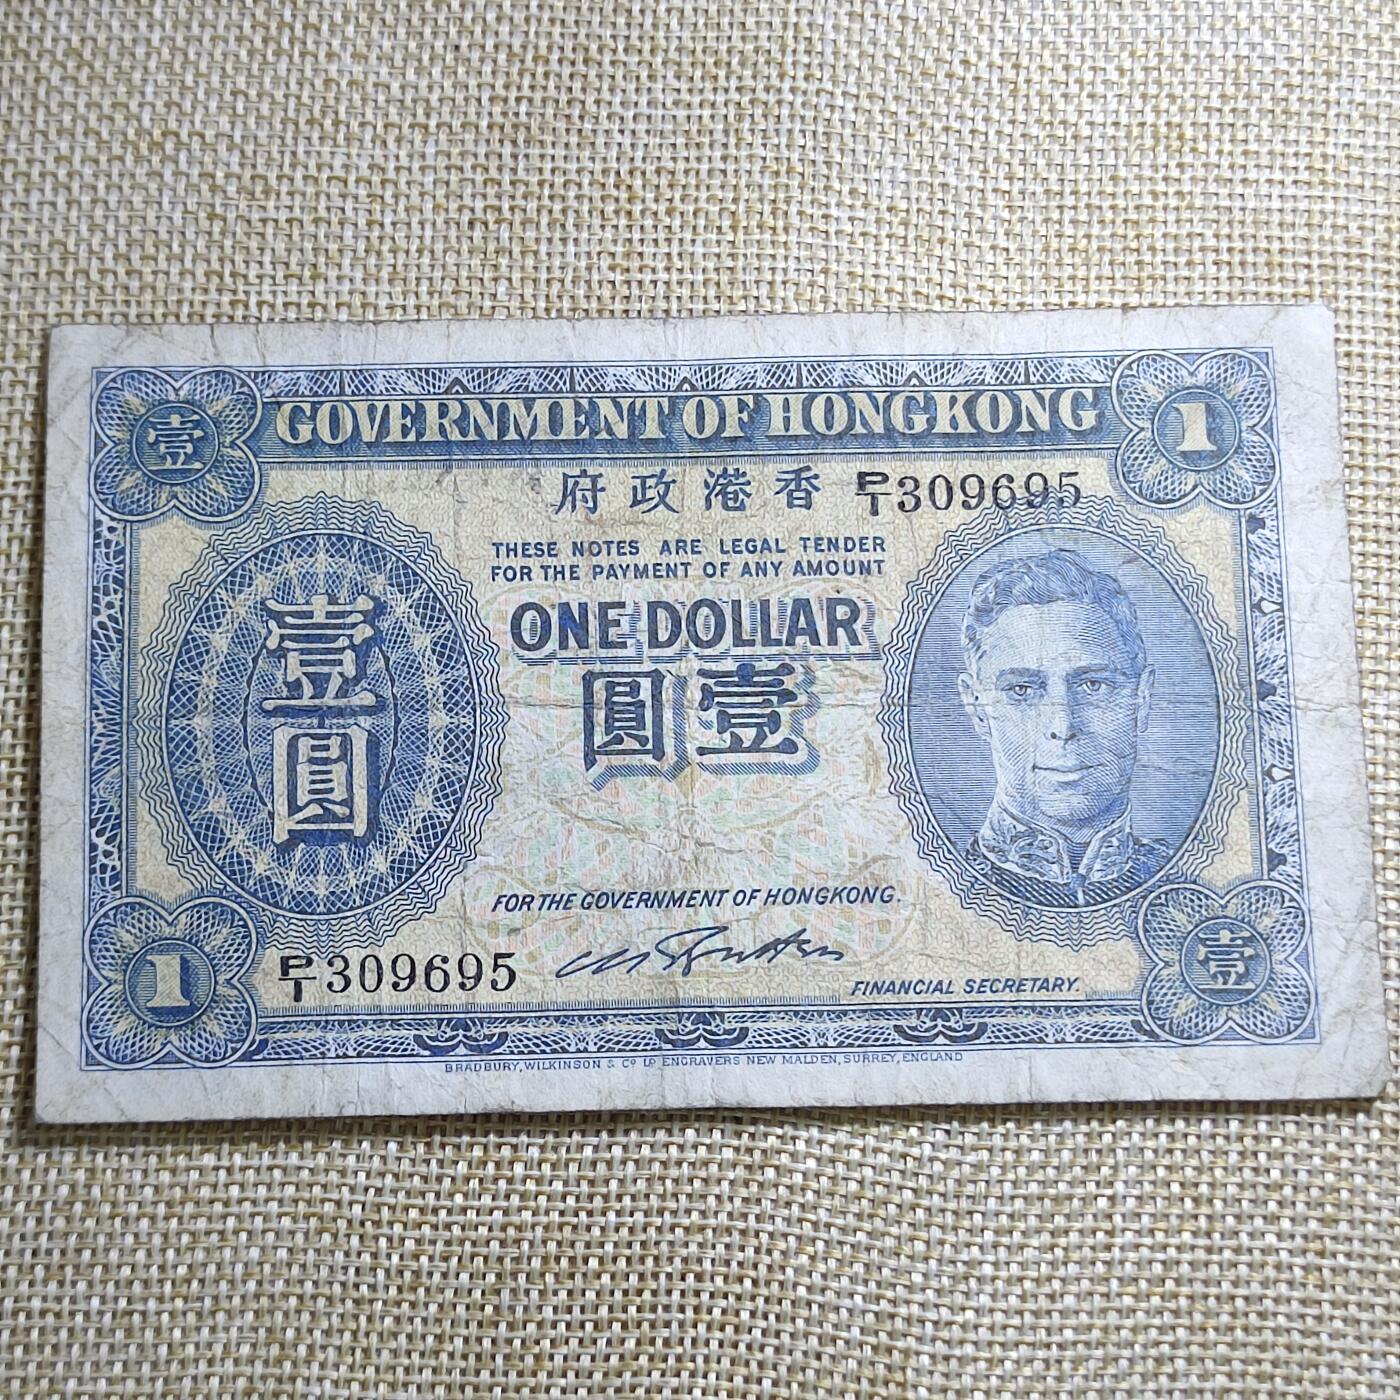 壹
GOVERNMENT OF HONGKONG
1
府政港香
P/1 309695
THESE NOTES ARE LEGAL TENDER
FOR THE PAYMENT OF ANY AMOUNT
ONE DOLLAR
圓壹
壹圓
FOR THE GOVERNMENT OF HONGKONG.
1
P/1 309695
FINANCIAL SECRETARY.
壹
BRADBURY, WILKINSON & Cº Lᴰ ENGRAVERS NEW MALDEN, SURREY, ENGLAND